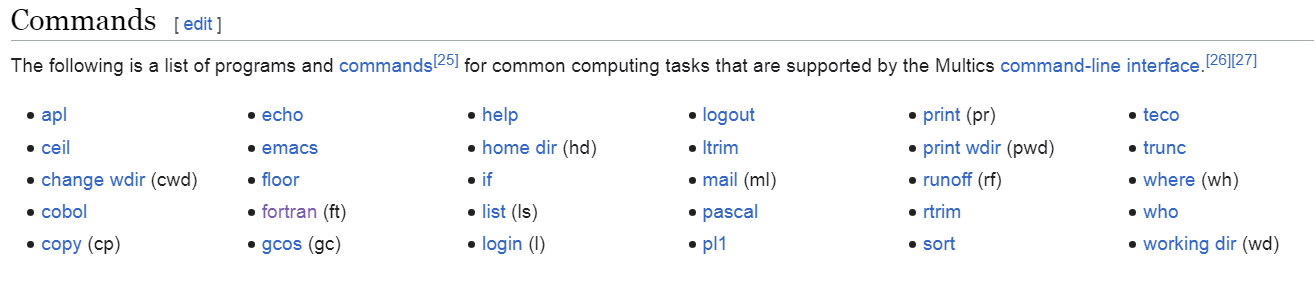 Commands [ edit ]
The following is a list of programs and commands[25] for common computing tasks that are supported by the Multics command-line interface.[26][27]
• apl
• ceil
• change wdir (cwd)
• cobol
• copy (cp)
• echo
• emacs
• floor
• fortran (ft)
• gcos (gc)
• help
• home dir (hd)
• if
• list (ls)
• login (l)
• logout
• ltrim
• mail (ml)
• pascal
• pl1
• print (pr)
• print wdir (pwd)
• runoff (rf)
• rtrim
• sort
• teco
• trunc
• where (wh)
• who
• working dir (wd)